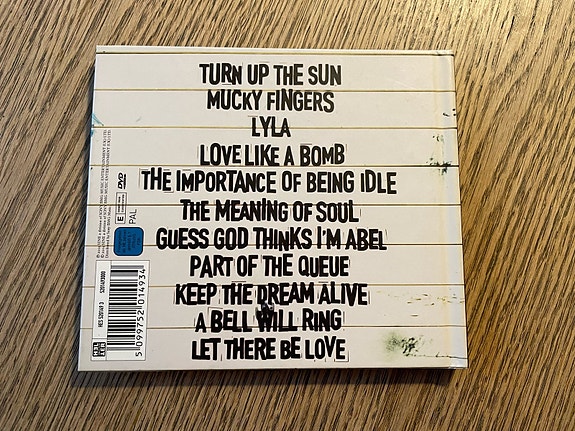 TURN UP THE SUN
MUCKY FINGERS
LYLA
LOVE LIKE A BOMB
THE IMPORTANCE OF BEING IDLE
THE MEANING OF SOUL
GUESS GOD THINKS I'M ABEL
PART OF THE QUEUE
KEEP THE DREAM ALIVE
A BELL WILL RING
LET THERE BE LOVE
DVD
E
PAL
5 099752 014934